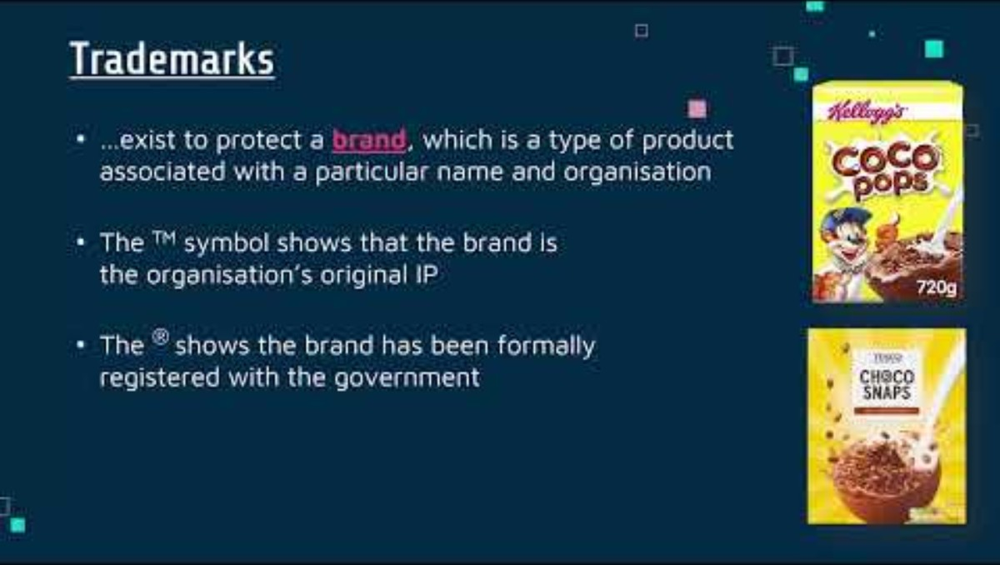 Trademarks
• ...exist to protect a brand, which is a type of product
associated with a particular name and organisation
• The ™ symbol shows that the brand is
the organisation's original IP
• The ® shows the brand has been formally
registered with the government
Kellogg's
COCO
pops
720g
TESCO
CHOCO
SNAPS